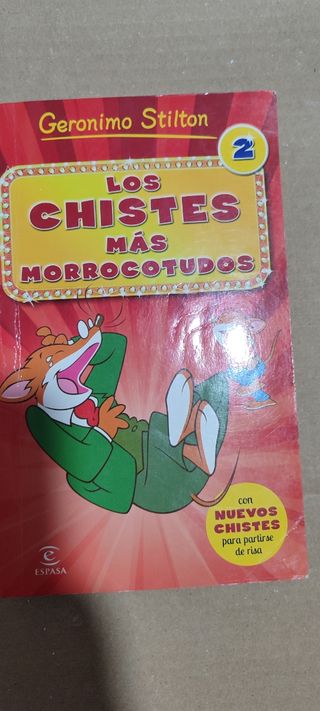 Geronimo Stilton
2
LOS
CHISTES
MÁS
MORROCOTUDOS
con
NUEVOS
CHISTES
para partirse
de risa
e
ESPASA